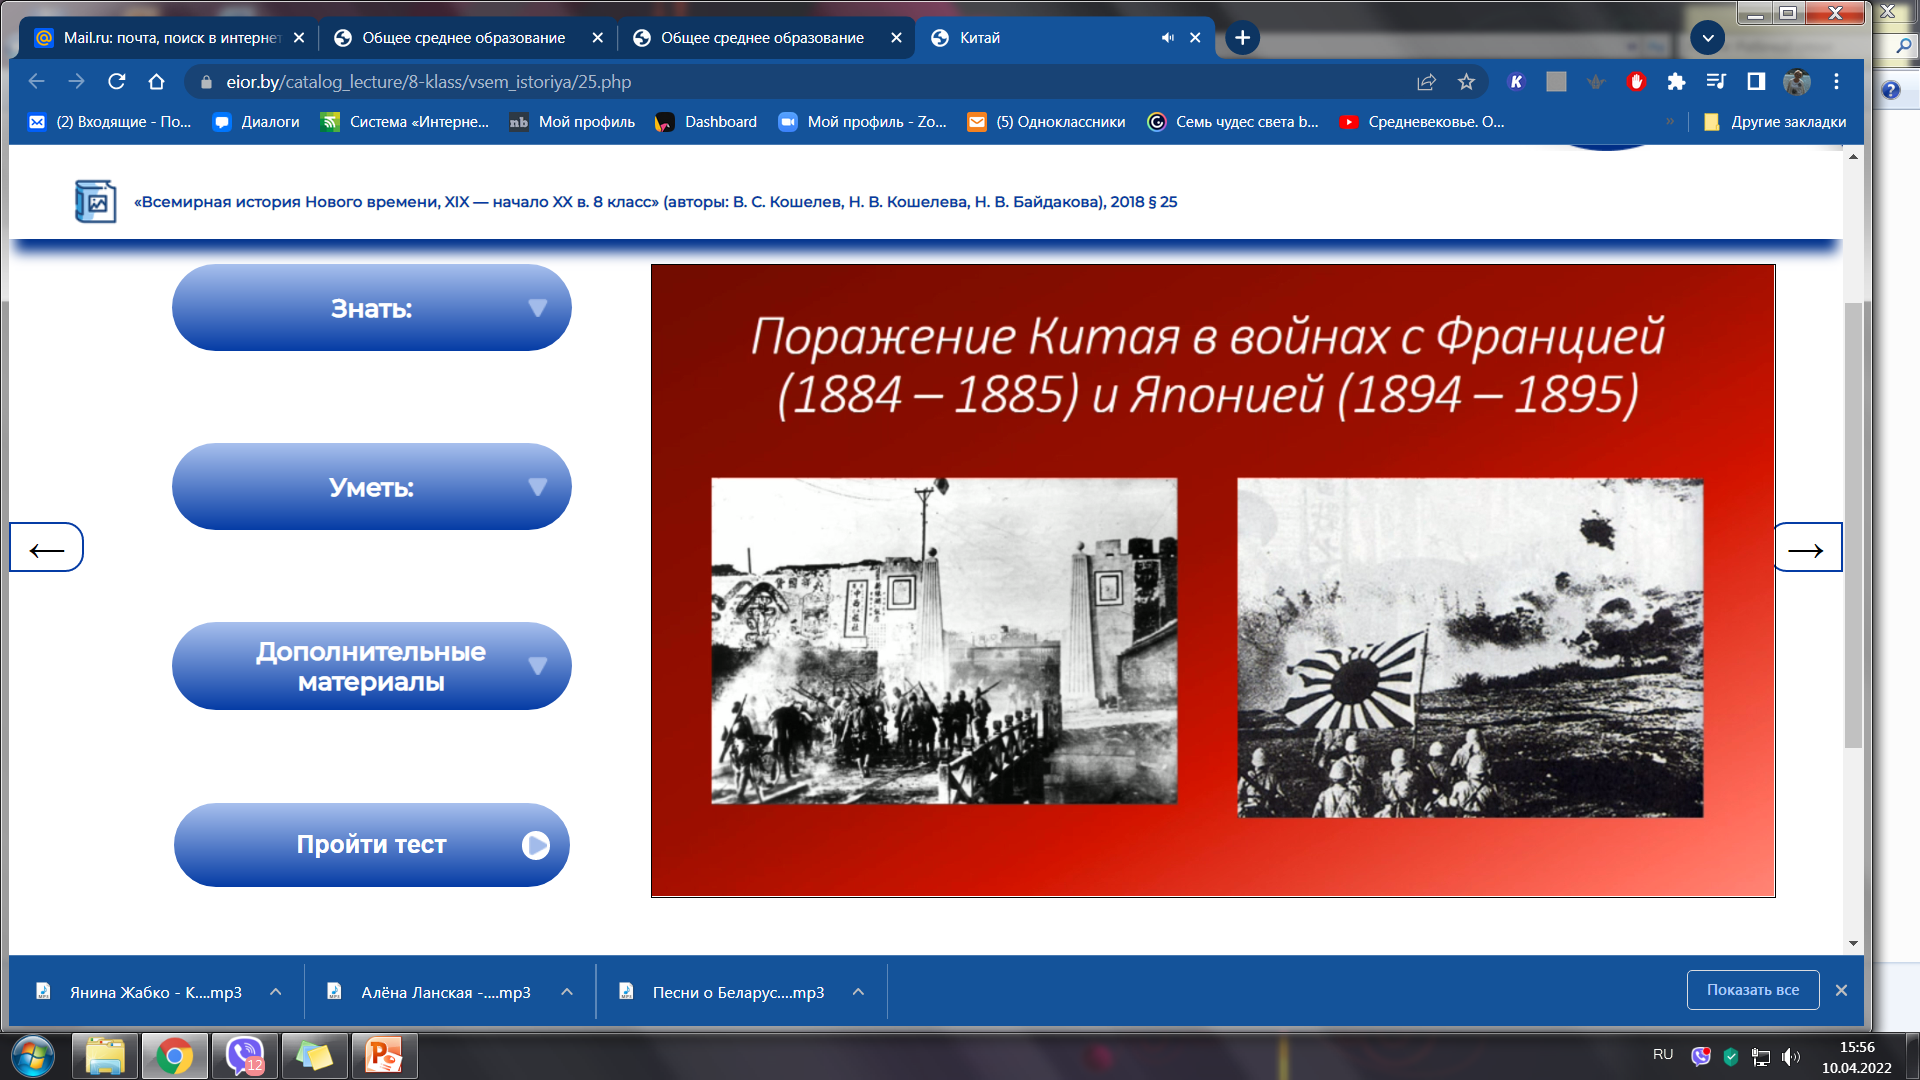 Mail.ru: почта, поиск в интернет
Общее среднее образование
Общее среднее образование
Китай
eior.by/catalog_lecture/8-klass/vsem_istoriya/25.php
(2) Входящие - По...
Диалоги
Система «Интерне...
nb Мой профиль
Dashboard
Мой профиль - Zo...
(5) Одноклассники
Семь чудес света b...
Средневековье. О...
»
Другие закладки
«Всемирная история Нового времени, XIX — начало XX в. 8 класс» (авторы: В. С. Кошелев, Н. В. Кошелева, Н. В. Байдакова), 2018 § 25
Знать:
Уметь:
Дополнительные
материалы
Пройти тест
Поражение Китая в войнах с Францией
(1884 – 1885) и Японией (1894 – 1895)
Янина Жабко - К....mp3
Алёна Ланская -....mp3
Песни о Беларус....mp3
Показать все
12
RU
15:56
10.04.2022